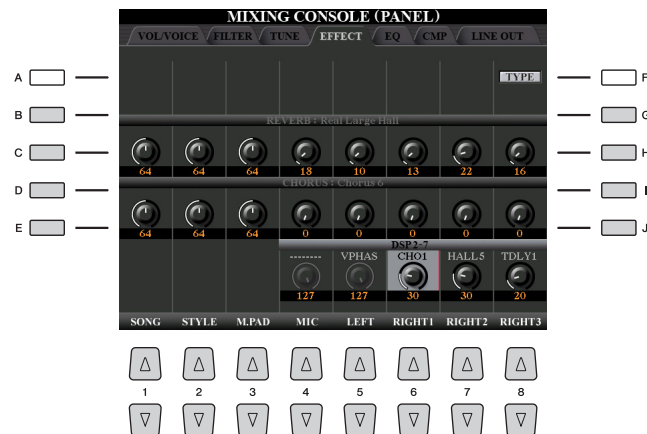 MIXING CONSOLE (PANEL)
VOL/VOICE FILTER TUNE EFFECT EQ CMP LINE OUT
A TYPE F
B G
REVERB : Real Large Hall
C H
64 64 64 18 10 13 22 16
CHORUS : Chorus 6
D I
E J
64 64 64 0 0 0 0 0
DSP 2-7
-------- VPHAS CHO1 HALL5 TDLY1
127 127 30 30 20
SONG STYLE M.PAD MIC LEFT RIGHT1 RIGHT2 RIGHT3
1 2 3 4 5 6 7 8